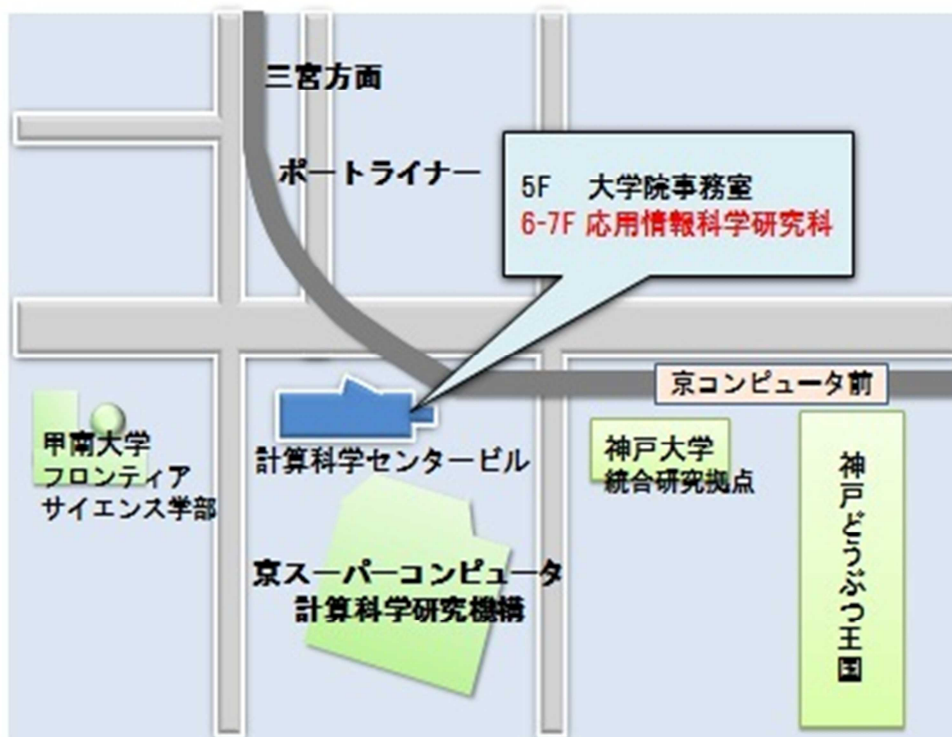 三宮方面
ポートライナー
5F 大学院事務室
6-7F 応用情報科学研究科
京コンピュータ前
甲南大学
フロンティア
サイエンス学部
計算科学センタービル
神戸大学
統合研究拠点
神戸どうぶつ王国
京スーパーコンピュータ
計算科学研究機構